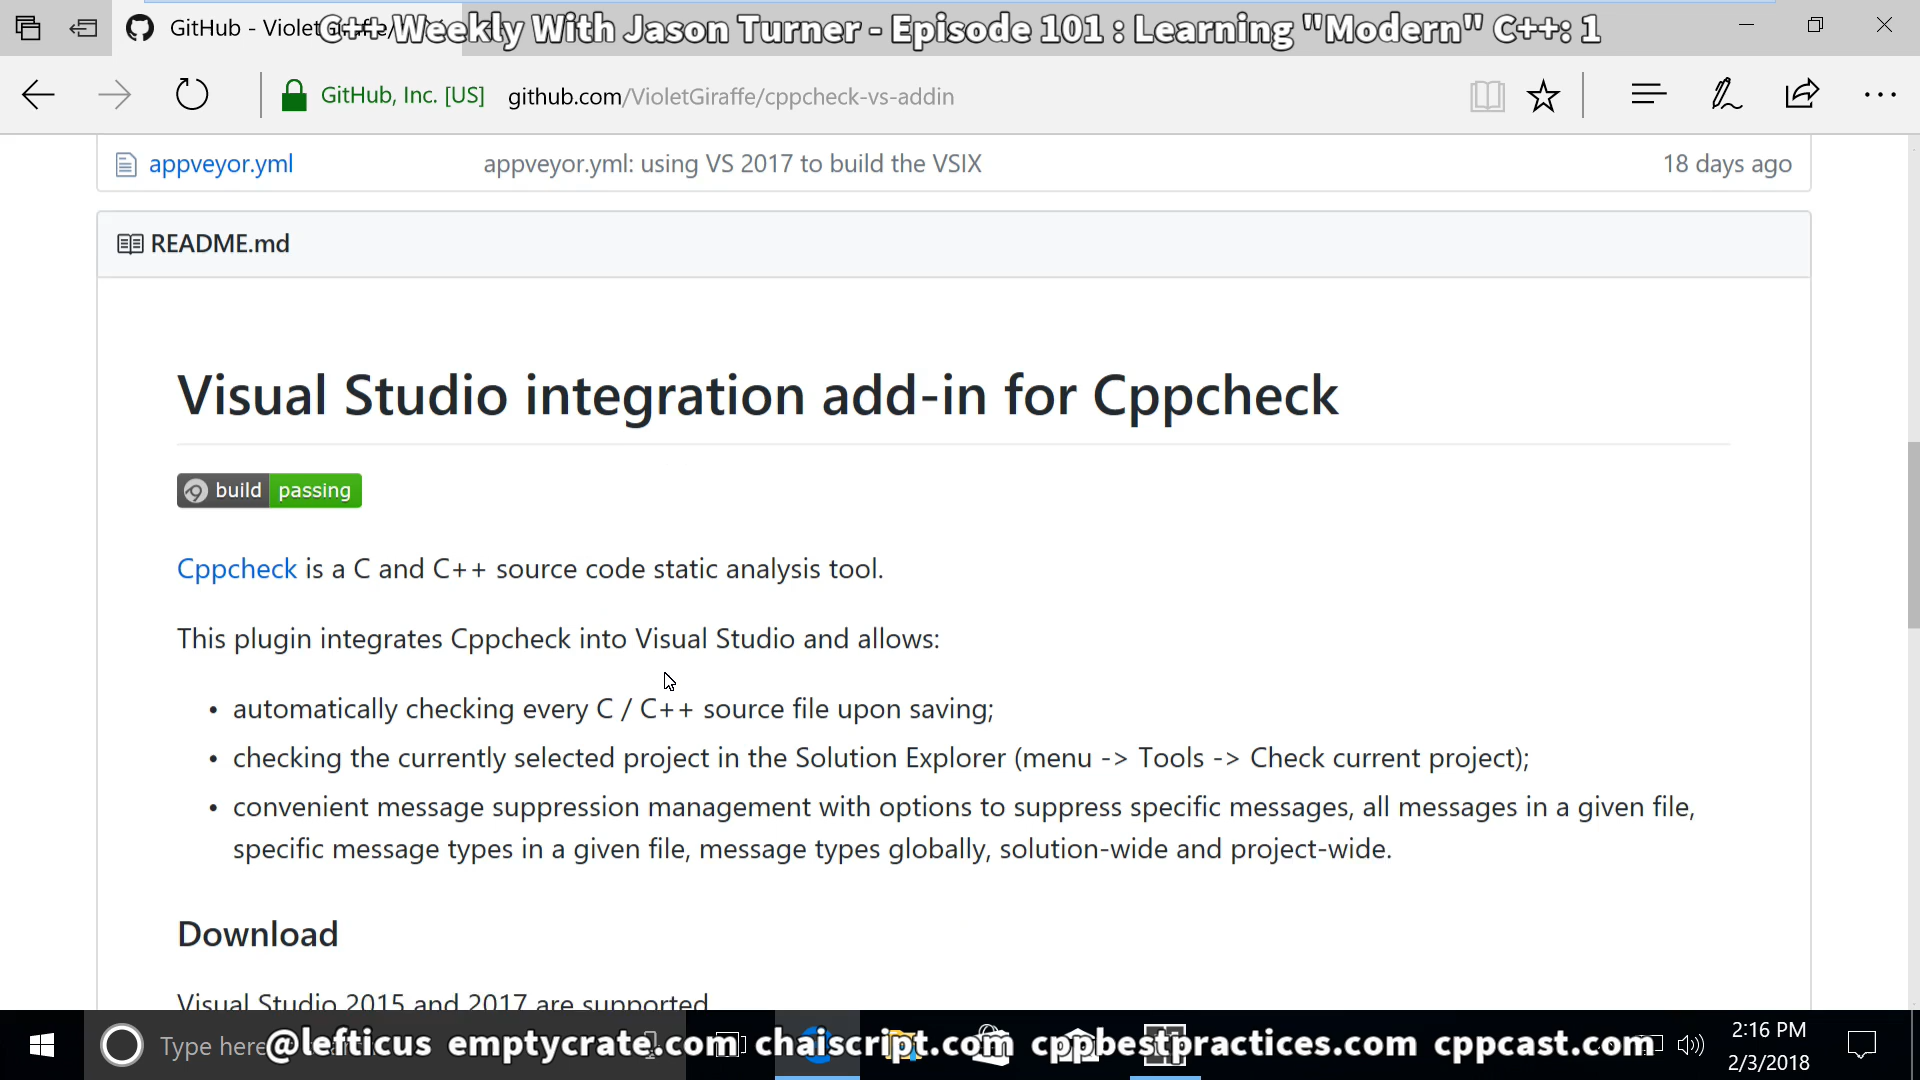 GitHub - Violet
C++ Weekly With Jason Turner - Episode 101 : Learning "Modern" C++: 1
GitHub, Inc. [US] github.com/VioletGiraffe/cppcheck-vs-addin
appveyor.yml appveyor.yml: using VS 2017 to build the VSIX 18 days ago
README.md
Visual Studio integration add-in for Cppcheck
build passing
Cppcheck is a C and C++ source code static analysis tool.
This plugin integrates Cppcheck into Visual Studio and allows:
• automatically checking every C / C++ source file upon saving;
• checking the currently selected project in the Solution Explorer (menu -> Tools -> Check current project);
• convenient message suppression management with options to suppress specific messages, all messages in a given file,
specific message types in a given file, message types globally, solution-wide and project-wide.
Download
Visual Studio 2015 and 2017 are supported
Type here
@lefticus emptycrate.com chaiscript.com cppbestpractices.com cppcast.com
2:16 PM
2/3/2018